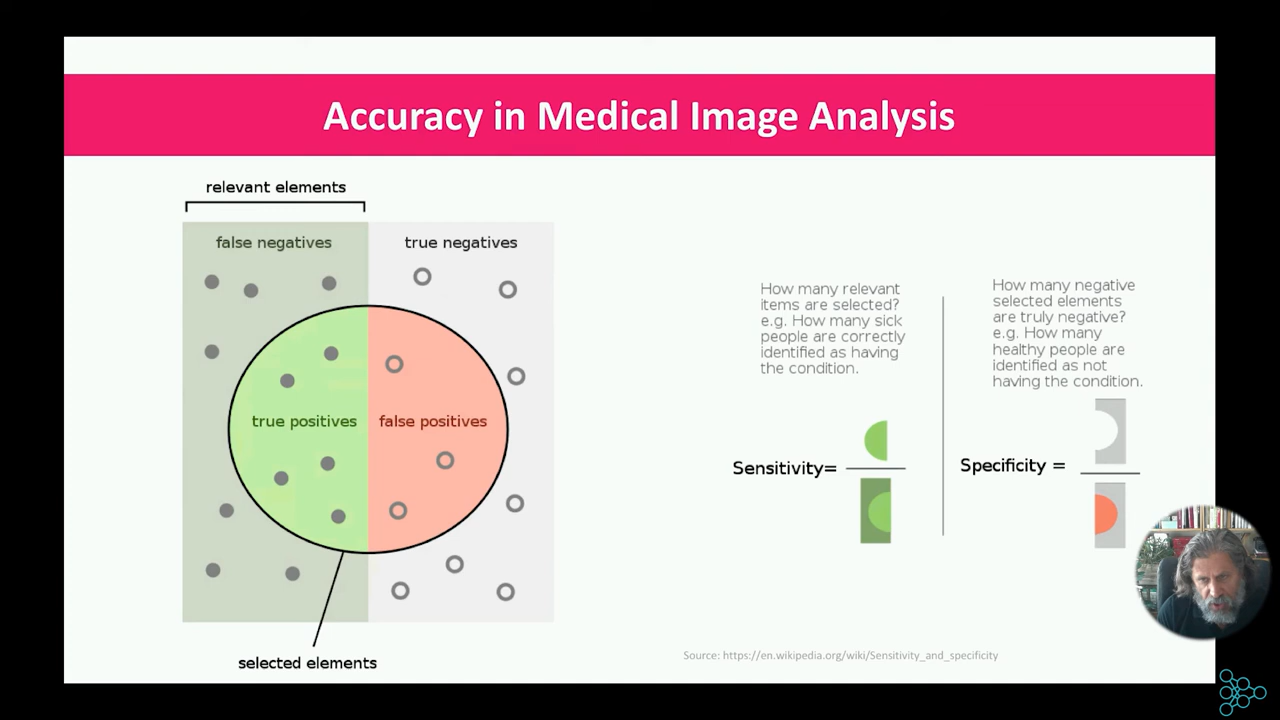 Accuracy in Medical Image Analysis
relevant elements
false negatives
true negatives
true positives
false positives
selected elements
How many relevant
items are selected?
e.g. How many sick
people are correctly
identified as having
the condition.
Sensitivity=
How many negative
selected elements
are truly negative?
e.g. How many
healthy people are
identified as not
having the condition.
Specificity =
Source: https://en.wikipedia.org/wiki/Sensitivity_and_specificity